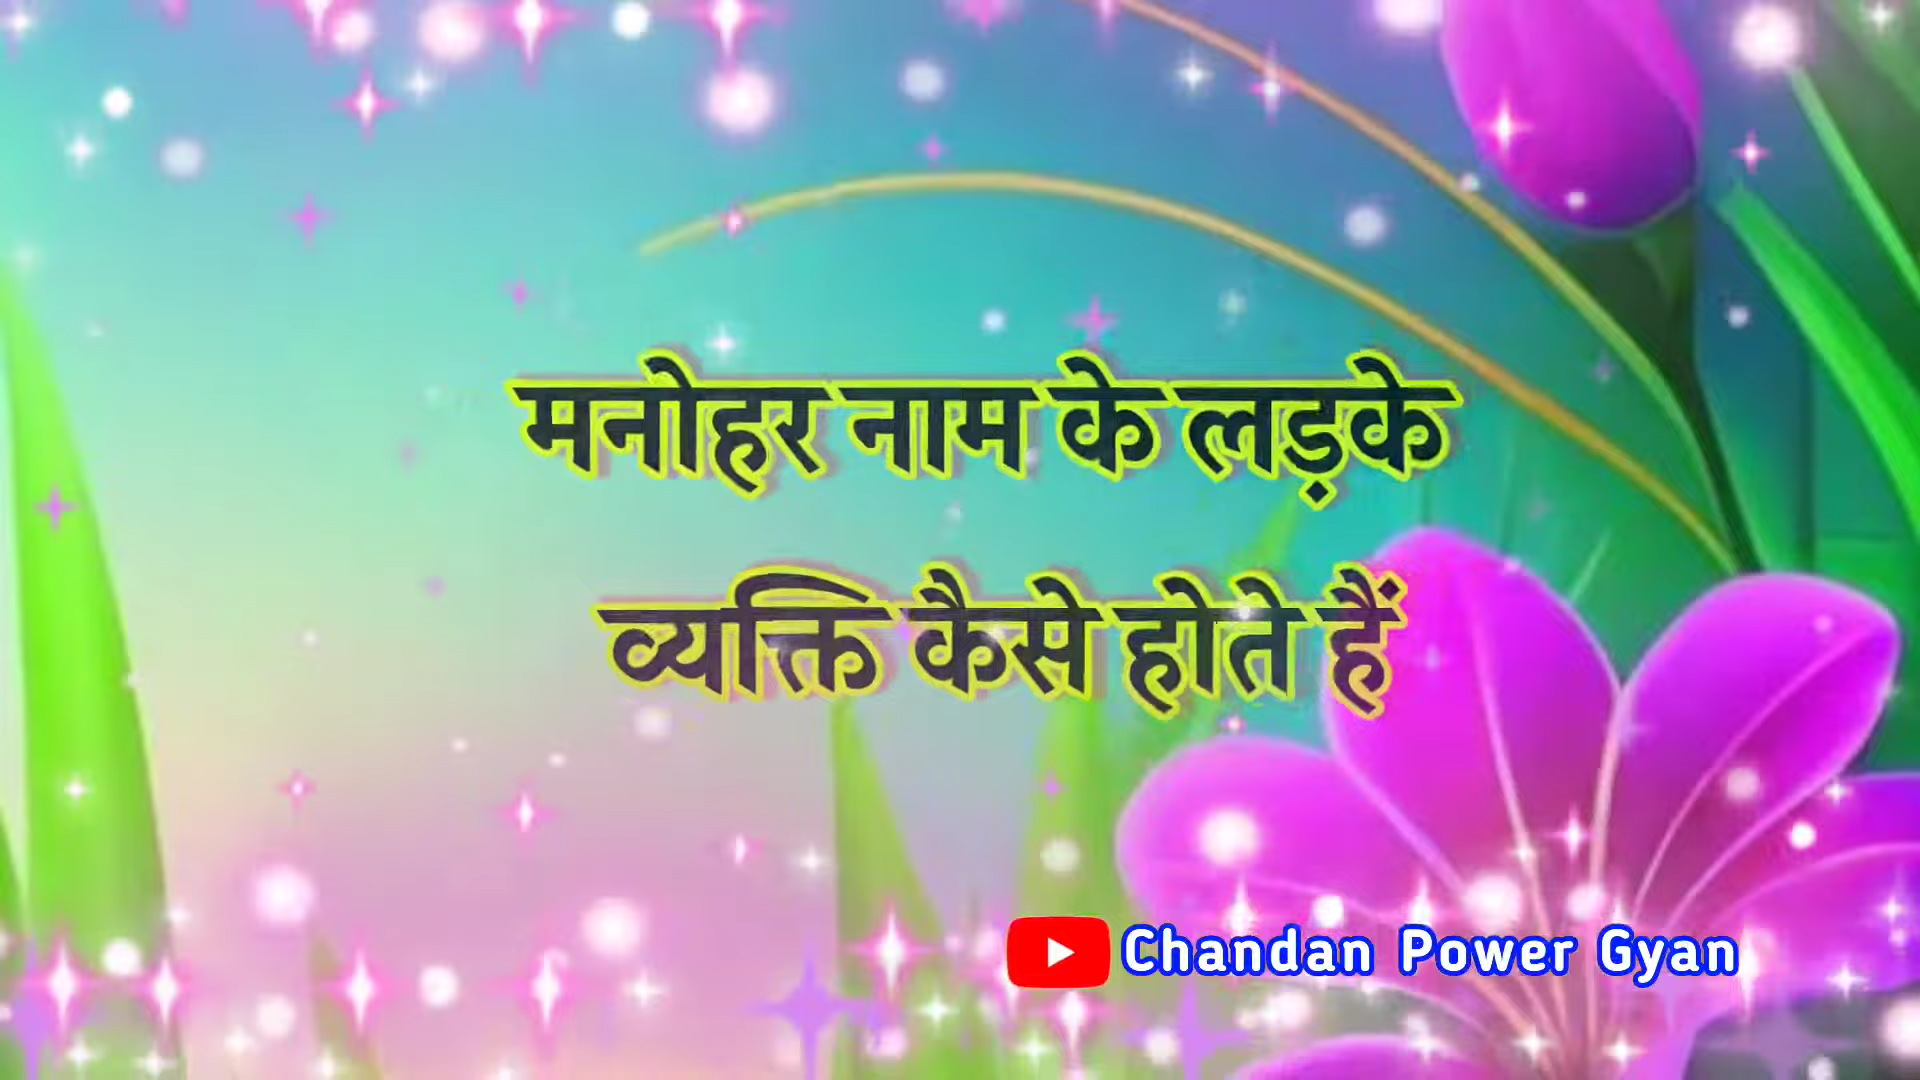 मनोहर नाम के लड़के
व्यक्ति कैसे होते हैं
Chandan Power Gyan